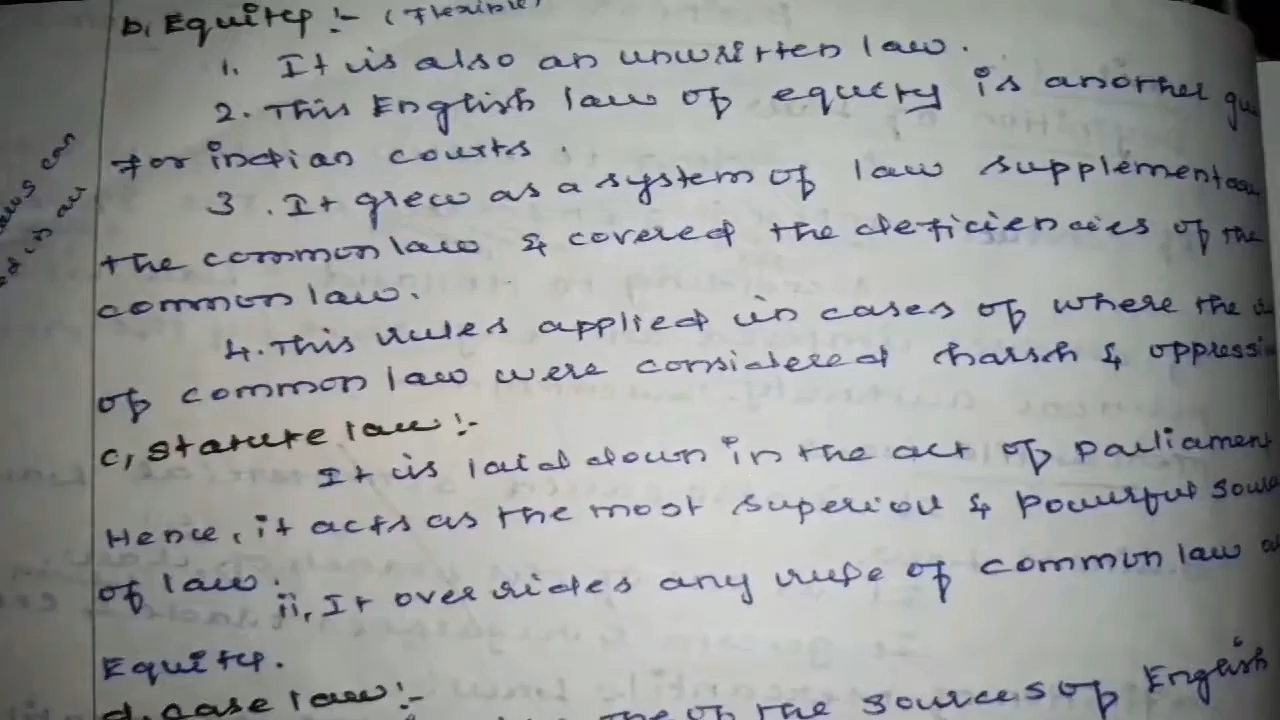 b, Equity :- (Flexible)
1. It is also an unwritten law.
2. This English law of equity is another
for indian courts.
3. It grew as a system of law supplementary
the common law & covered the deficiencies of the
common law.
4. This rules applied in cases of where the
of common law were considered harsh & oppressi
c, Statute law :-
It is laid down in the act of Parliament
Hence, it acts as the most superior & powerful sou
of law.
ii, It over rides any rule of common law
Equity.
d, case law :-
of the sources of English